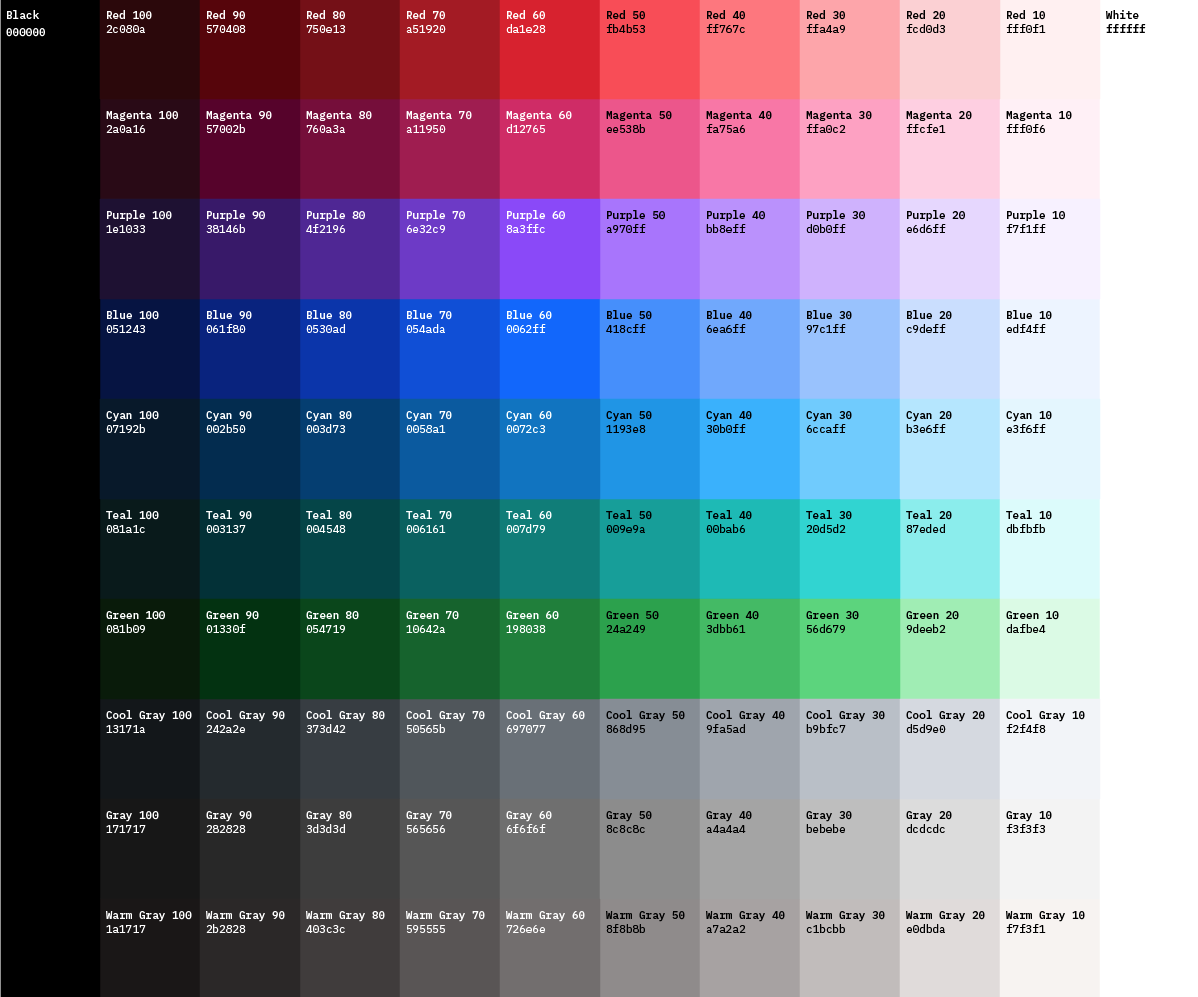 Black
000000
Red 100
2c080a
Red 90
570408
Red 80
750e13
Red 70
a51920
Red 60
da1e28
Red 50
fb4b53
Red 40
ff767c
Red 30
ffa4a9
Red 20
fcd0d3
Red 10
fff0f1
White
ffffff
Magenta 100
2a0a16
Magenta 90
57002b
Magenta 80
760a3a
Magenta 70
a11950
Magenta 60
d12765
Magenta 50
ee538b
Magenta 40
fa75a6
Magenta 30
ffa0c2
Magenta 20
ffcfe1
Magenta 10
fff0f6
Purple 100
1e1033
Purple 90
38146b
Purple 80
4f2196
Purple 70
6e32c9
Purple 60
8a3ffc
Purple 50
a970ff
Purple 40
bb8eff
Purple 30
d0b0ff
Purple 20
e6d6ff
Purple 10
f7f1ff
Blue 100
051243
Blue 90
061f80
Blue 80
0530ad
Blue 70
054ada
Blue 60
0062ff
Blue 50
418cff
Blue 40
6ea6ff
Blue 30
97c1ff
Blue 20
c9deff
Blue 10
edf4ff
Cyan 100
07192b
Cyan 90
002b50
Cyan 80
003d73
Cyan 70
0058a1
Cyan 60
0072c3
Cyan 50
1193e8
Cyan 40
30b0ff
Cyan 30
6ccaff
Cyan 20
b3e6ff
Cyan 10
e3f6ff
Teal 100
081a1c
Teal 90
003137
Teal 80
004548
Teal 70
006161
Teal 60
007d79
Teal 50
009e9a
Teal 40
00bab6
Teal 30
20d5d2
Teal 20
87eded
Teal 10
dbfbfb
Green 100
081b09
Green 90
01330f
Green 80
054719
Green 70
10642a
Green 60
198038
Green 50
24a249
Green 40
3dbb61
Green 30
56d679
Green 20
9deeb2
Green 10
dafbe4
Cool Gray 100
13171a
Cool Gray 90
242a2e
Cool Gray 80
373d42
Cool Gray 70
50565b
Cool Gray 60
697077
Cool Gray 50
868d95
Cool Gray 40
9fa5ad
Cool Gray 30
b9bfc7
Cool Gray 20
d5d9e0
Cool Gray 10
f2f4f8
Gray 100
171717
Gray 90
282828
Gray 80
3d3d3d
Gray 70
565656
Gray 60
6f6f6f
Gray 50
8c8c8c
Gray 40
a4a4a4
Gray 30
bebebe
Gray 20
dcdcdc
Gray 10
f3f3f3
Warm Gray 100
1a1717
Warm Gray 90
2b2828
Warm Gray 80
403c3c
Warm Gray 70
595555
Warm Gray 60
726e6e
Warm Gray 50
8f8b8b
Warm Gray 40
a7a2a2
Warm Gray 30
c1bcbb
Warm Gray 20
e0dbda
Warm Gray 10
f7f3f1